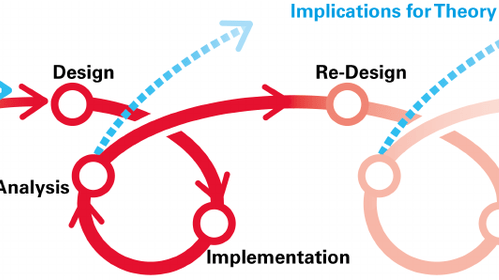 Implications for Theory
Design
Re-Design
Analysis
Implementation